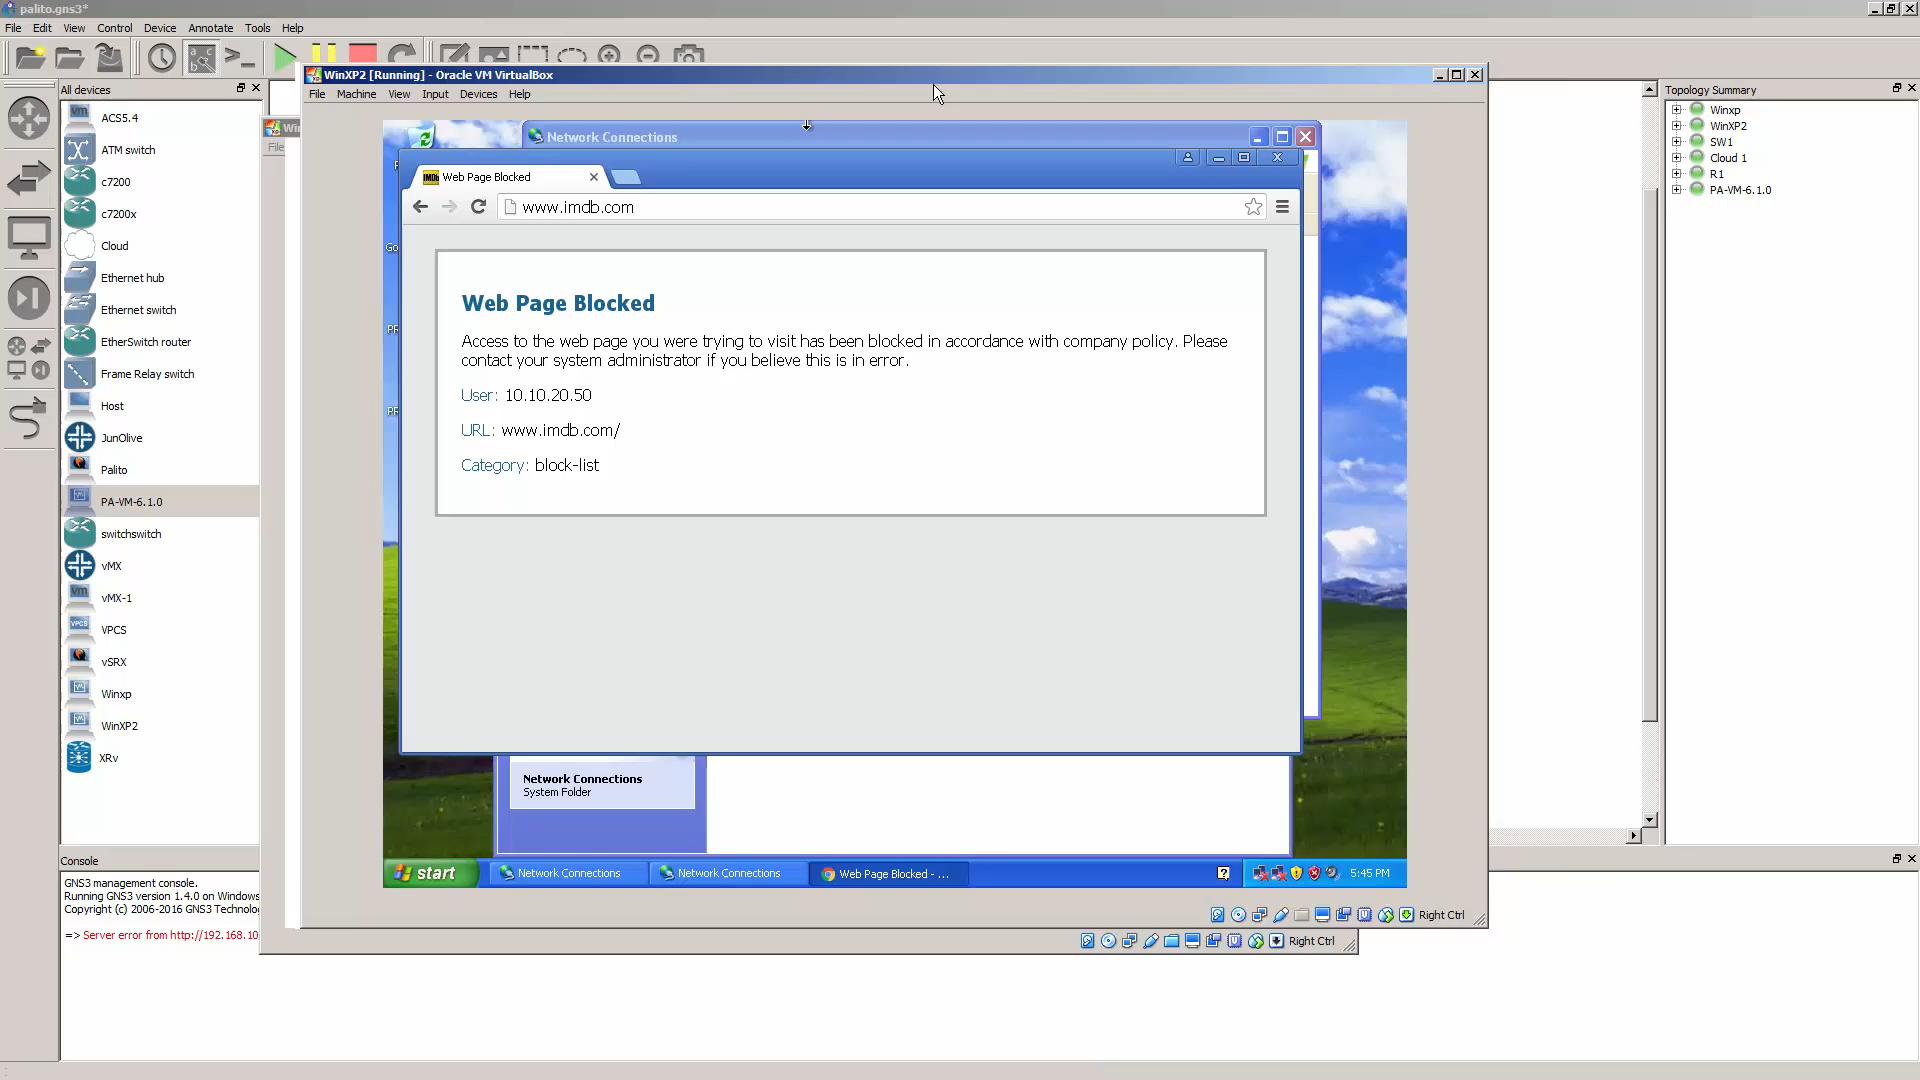 palito.gns3*
File Edit View Control Device Annotate Tools Help
All devices
ACS5.4
ATM switch
c7200
c7200x
Cloud
Ethernet hub
Ethernet switch
EtherSwitch router
Frame Relay switch
Host
JunOlive
Palito
PA-VM-6.1.0
switchswitch
vMX
vMX-1
VPCS
vSRX
Winxp
WinXP2
XRv
Console
GNS3 management console.
Running GNS3 version 1.4.0 on Windows
Copyright (c) 2006-2016 GNS3 Technolo
=> Server error from http://192.168.10
WinXP2 [Running] - Oracle VM VirtualBox
File Machine View Input Devices Help
Network Connections
Web Page Blocked
www.imdb.com
Web Page Blocked
Access to the web page you were trying to visit has been blocked in accordance with company policy. Please
contact your system administrator if you believe this is in error.
User: 10.10.20.50
URL: www.imdb.com/
Category: block-list
Network Connections
System Folder
start
Network Connections
Network Connections
Web Page Blocked - ...
5:45 PM
Right Ctrl
Right Ctrl
Topology Summary
Winxp
WinXP2
SW1
Cloud 1
R1
PA-VM-6.1.0